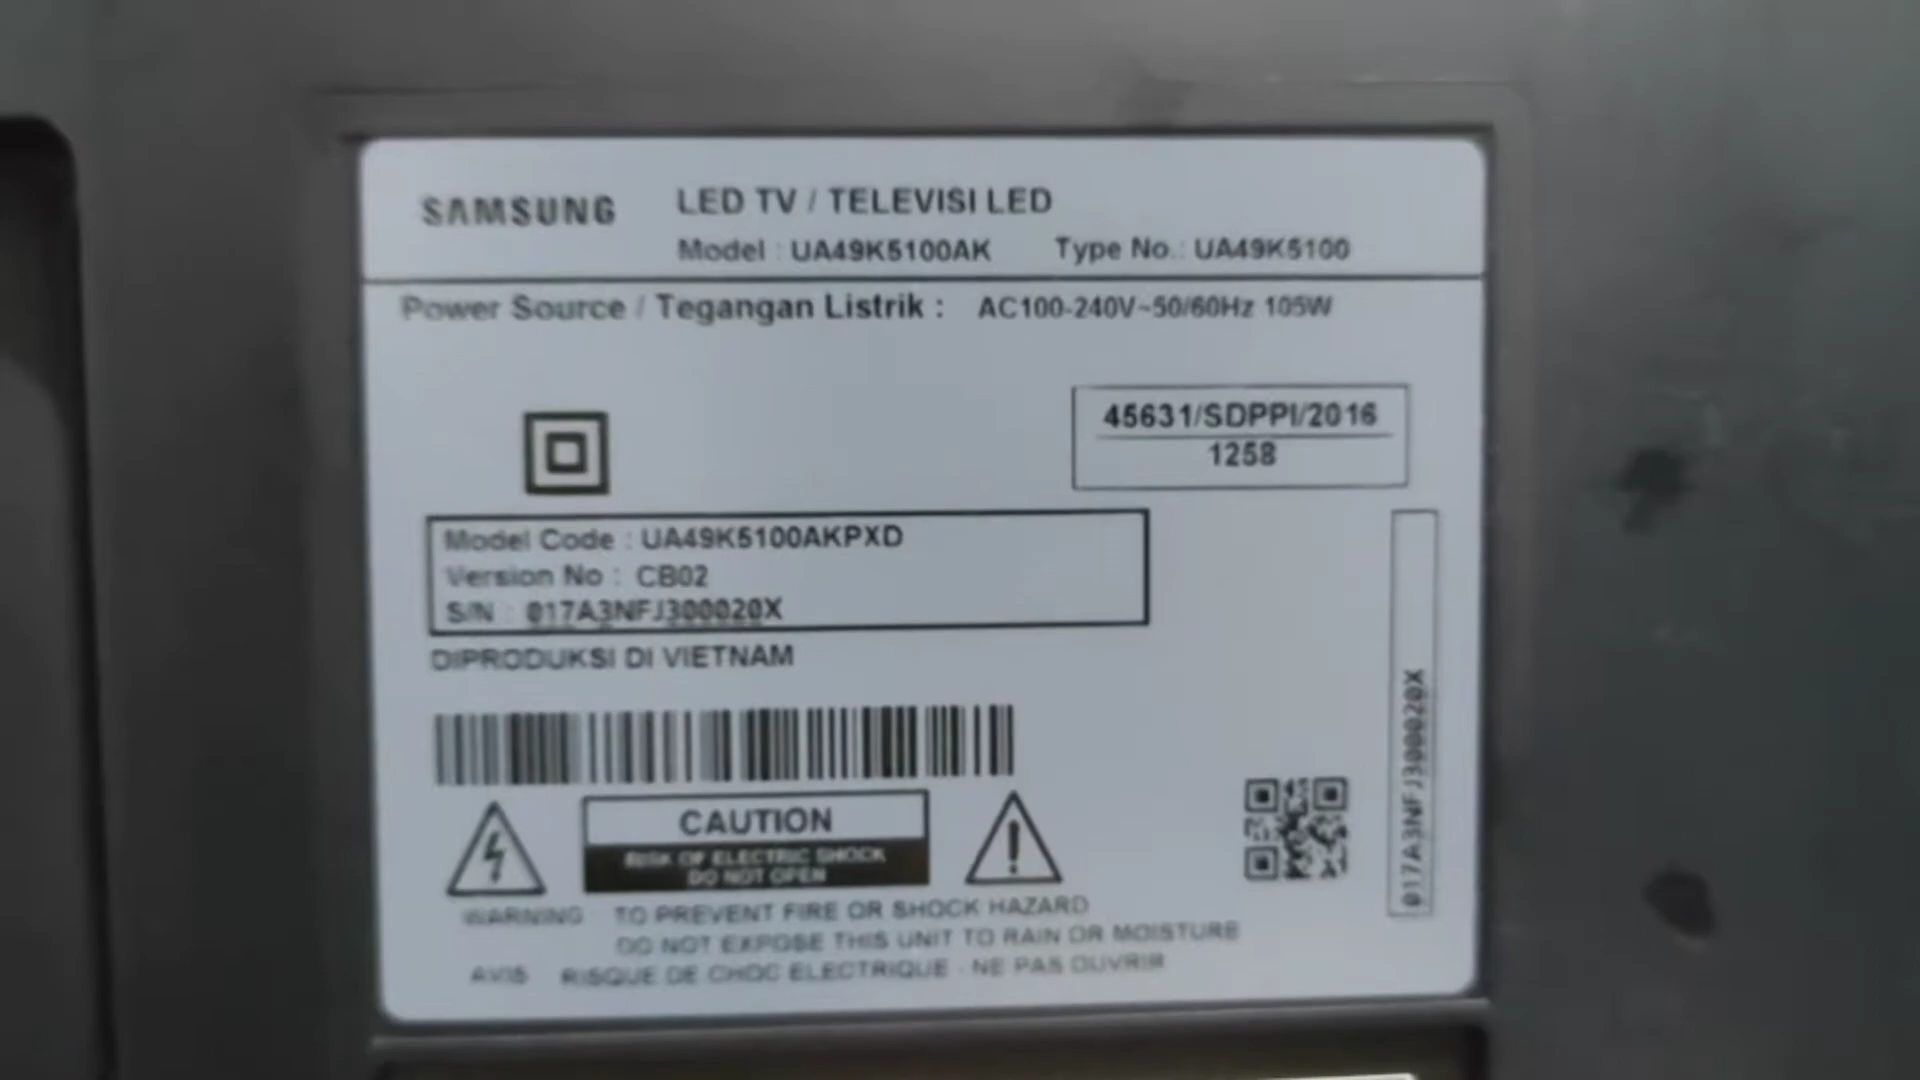 SAMSUNG
LED TV / TELEVISI LED
Model : UA49K5100AK Type No.: UA49K5100
Power Source / Tegangan Listrik : AC100-240V~50/60Hz 105W
45631/SDPPI/2016
1258
Model Code : UA49K5100AKPXD
Version No : CB02
S/N : 017A3NFJ300020X
DIPRODUKSI DI VIETNAM
017A3NFJ300020X
CAUTION
RISK OF ELECTRIC SHOCK
DO NOT OPEN
WARNING TO PREVENT FIRE OR SHOCK HAZARD
DO NOT EXPOSE THIS UNIT TO RAIN OR MOISTURE
AVIS RISQUE DE CHOC ELECTRIQUE - NE PAS OUVRIR